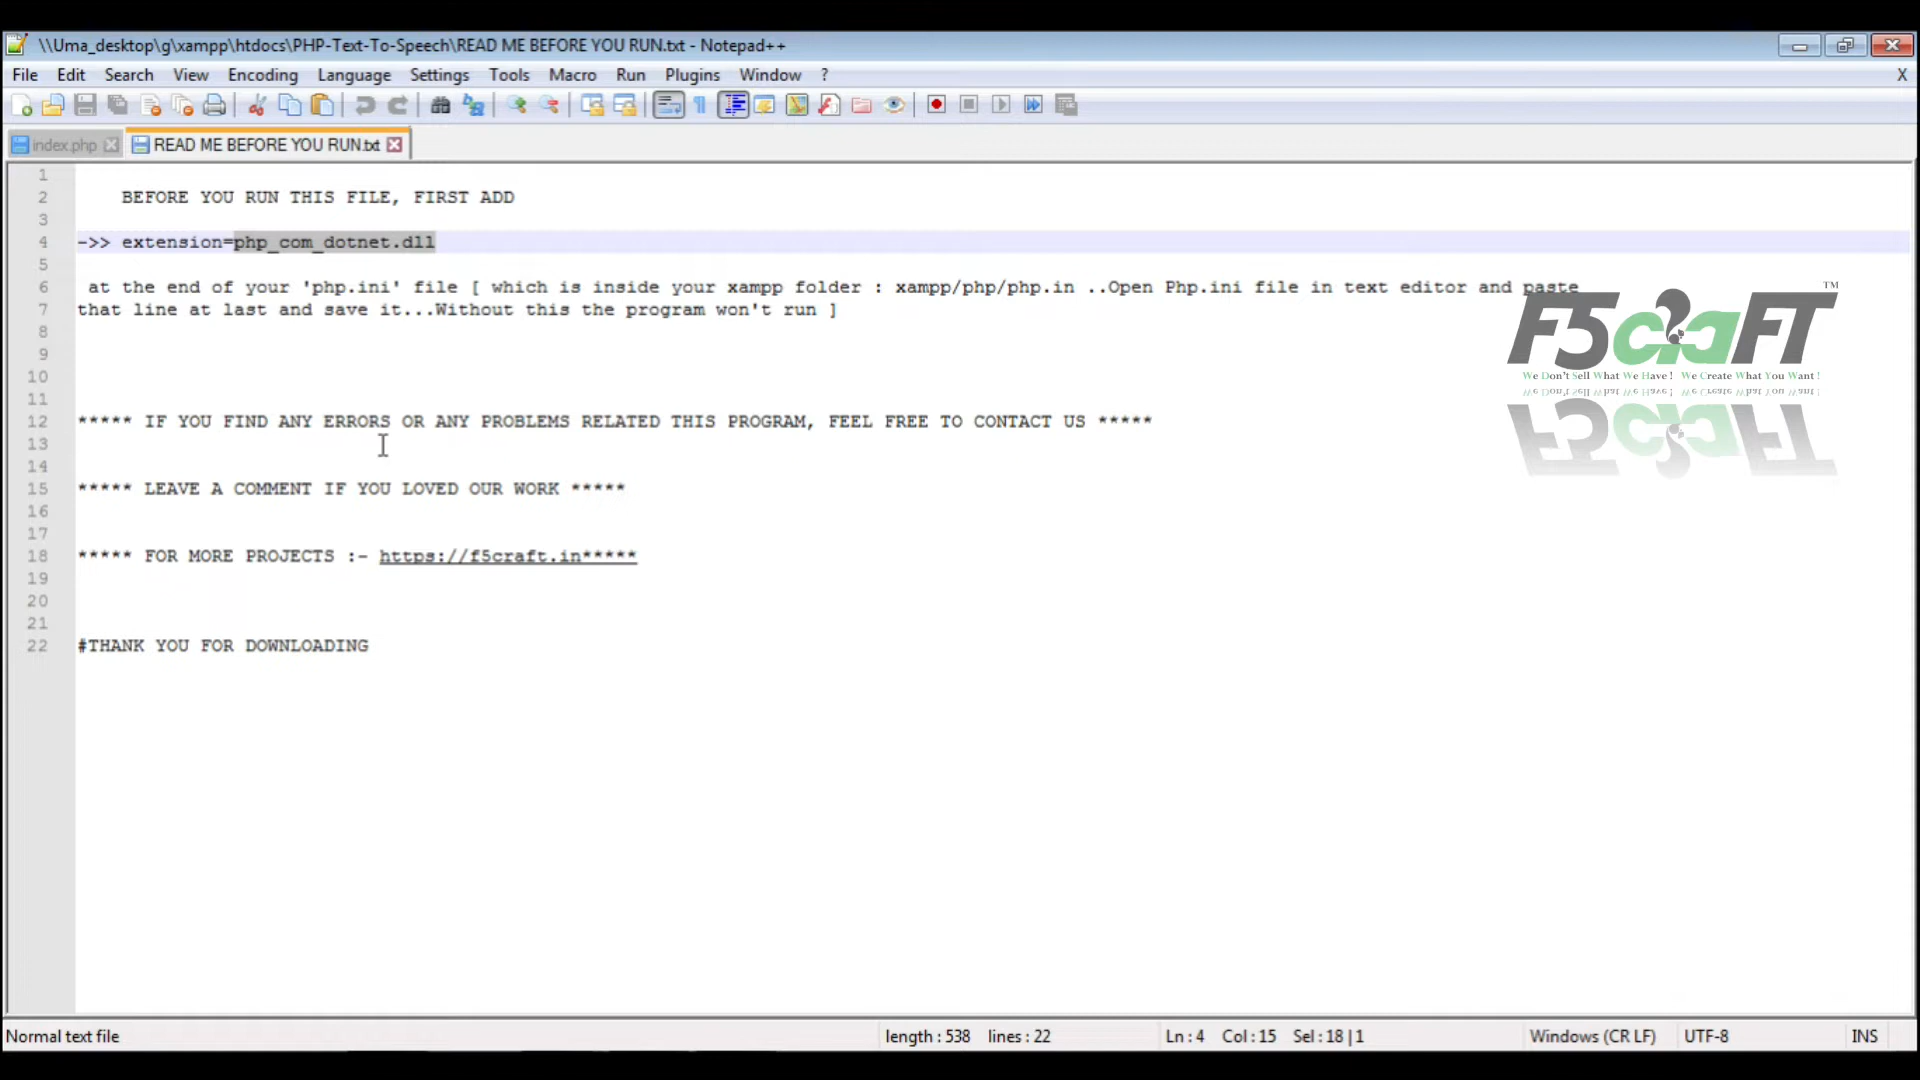 \\Uma_desktop\g\xampp\htdocs\PHP-Text-To-Speech\READ ME BEFORE YOU RUN.txt - Notepad++
File Edit Search View Encoding Language Settings Tools Macro Run Plugins Window ? X
index.php READ ME BEFORE YOU RUN.txt
1
2 BEFORE YOU RUN THIS FILE, FIRST ADD
3
4 ->> extension=php_com_dotnet.dll
5
6 at the end of your 'php.ini' file [ which is inside your xampp folder : xampp/php/php.in ..Open Php.ini file in text editor and paste
7 that line at last and save it...Without this the program won't run ]
8
9
10
11
12 ***** IF YOU FIND ANY ERRORS OR ANY PROBLEMS RELATED THIS PROGRAM, FEEL FREE TO CONTACT US *****
13
14
15 ***** LEAVE A COMMENT IF YOU LOVED OUR WORK *****
16
17
18 ***** FOR MORE PROJECTS :- https://f5craft.in*****
19
20
21
22 #THANK YOU FOR DOWNLOADING
F5craFT ™
We Don't Sell What We Have ! We Create What You Want !
Normal text file length : 538 lines : 22 Ln : 4 Col : 15 Sel : 18 | 1 Windows (CR LF) UTF-8 INS